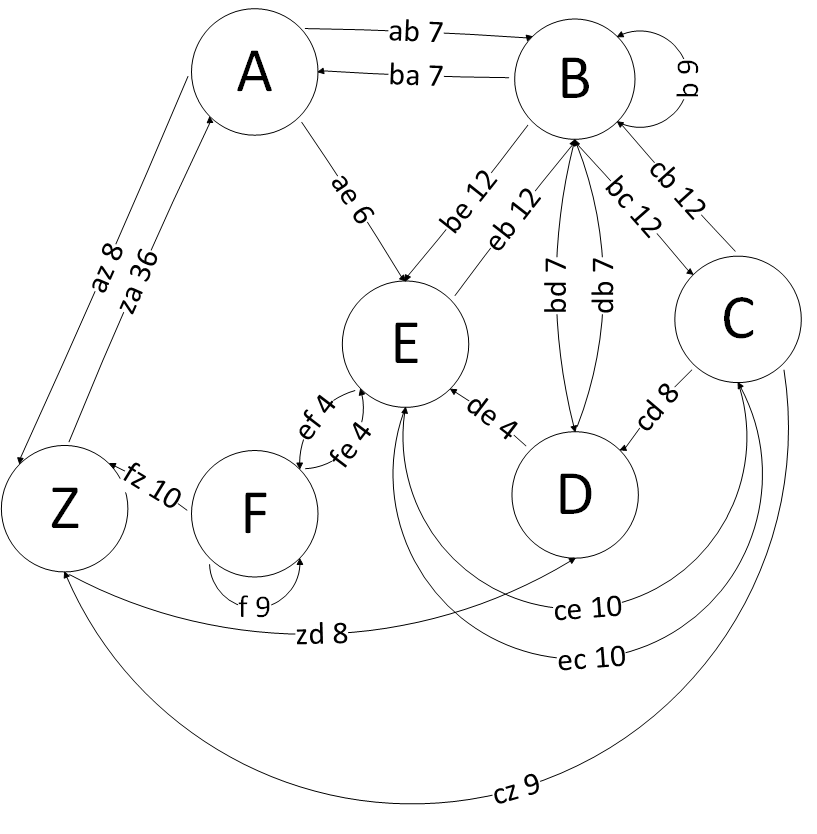 A
ab 7
B
b 9
ba 7
ae 6
be 12
eb 12
bc 12
cb 12
az 8
za 36
bd 7
db 7
E
C
ef 4
fe 4
de 4
cd 8
fz 10
Z
F
D
f 9
zd 8
ce 10
ec 10
cz 9